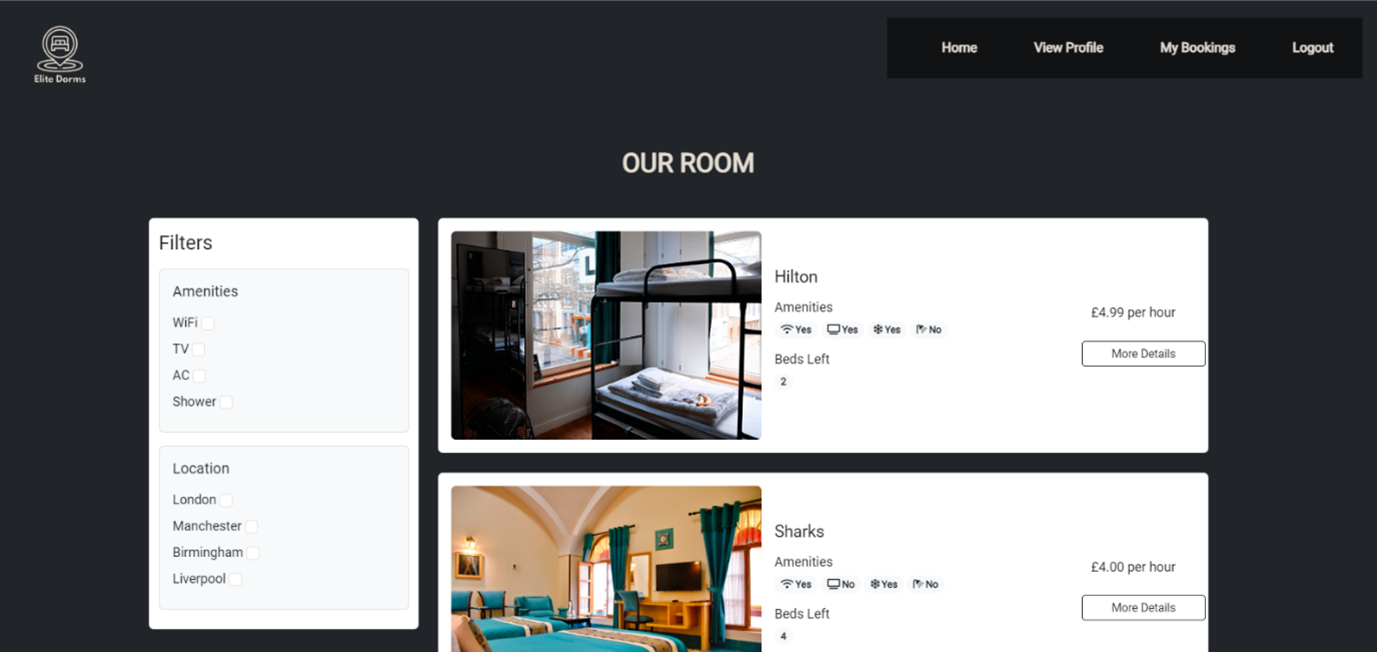 Elite Dorms
Home View Profile My Bookings Logout
OUR ROOM
Filters
Amenities
WiFi
TV
AC
Shower
Location
London
Manchester
Birmingham
Liverpool
Hilton
Amenities
Yes Yes Yes No
Beds Left
2
£4.99 per hour
More Details
Sharks
Amenities
Yes No Yes No
Beds Left
4
£4.00 per hour
More Details